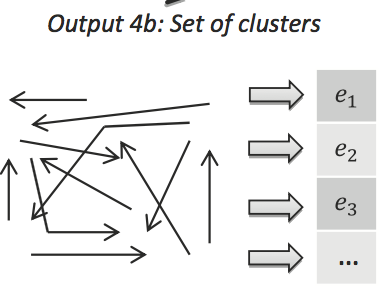 Output 4b: Set of clusters
e₁
e₂
e₃
...